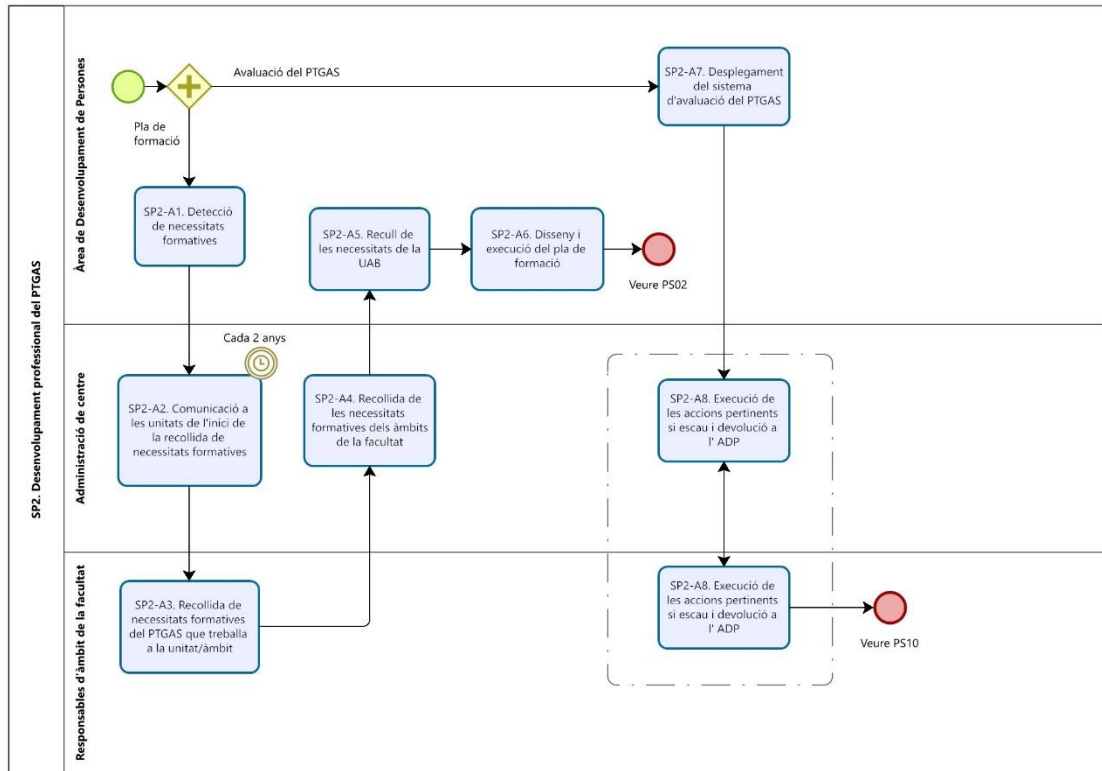 SP2. Desenvolupament professional del PTGAS
Àrea de Desenvolupament de Persones
Avaluació del PTGAS
Pla de
formació
SP2-A7. Desplegament
del sistema
d'avaluació del PTGAS
SP2-A1. Detecció
de necessitats
formatives
SP2-A5. Recull de
les necessitats de la
UAB
SP2-A6. Disseny i
execució del pla de
formació
Veure PS02
Administració de centre
Cada 2 anys
SP2-A2. Comunicació a
les unitats de l'inici de
la recollida de
necessitats formatives
SP2-A4. Recollida de
les necessitats
formatives dels àmbits
de la facultat
SP2-A8. Execució de
les accions pertinents
si escau i devolució a
l' ADP
Responsables d'àmbit de la facultat
SP2-A3. Recollida de
necessitats formatives
del PTGAS que treballa
a la unitat/àmbit
SP2-A8. Execució de
les accions pertinents
si escau i devolució a
l' ADP
Veure PS10